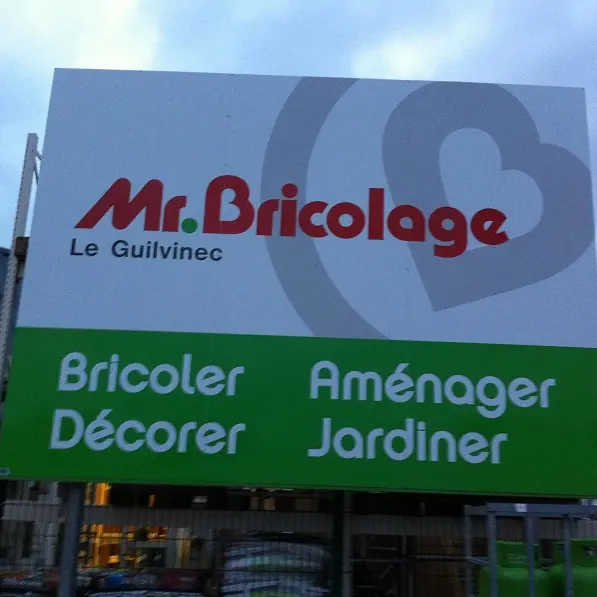 Mr.Bricolage
Le Guilvinec
Bricoler Aménager
Décorer Jardiner